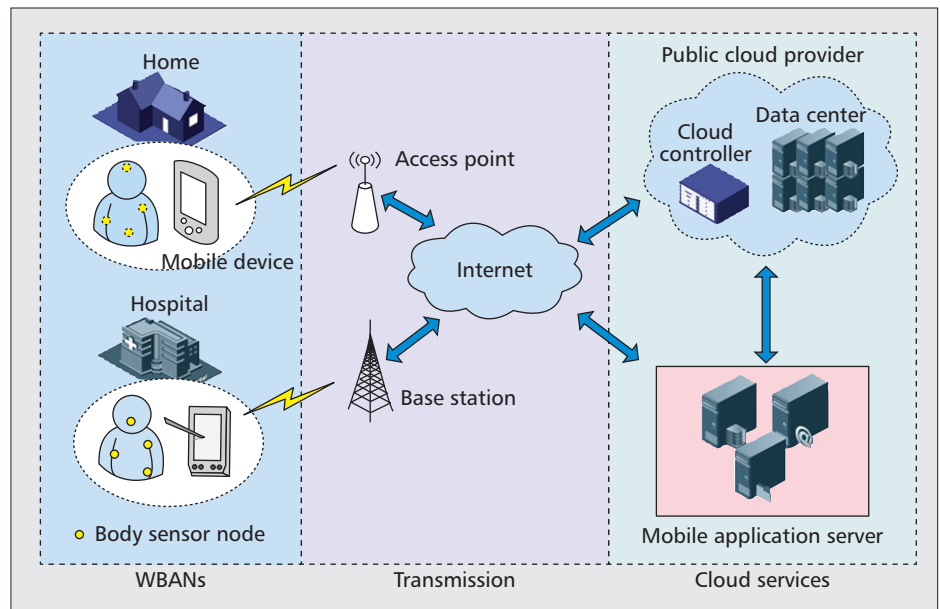 Home
Mobile device
Hospital
Body sensor node
WBANs
Access point
Internet
Base station
Transmission
Public cloud provider
Cloud
controller
Data center
Mobile application server
Cloud services